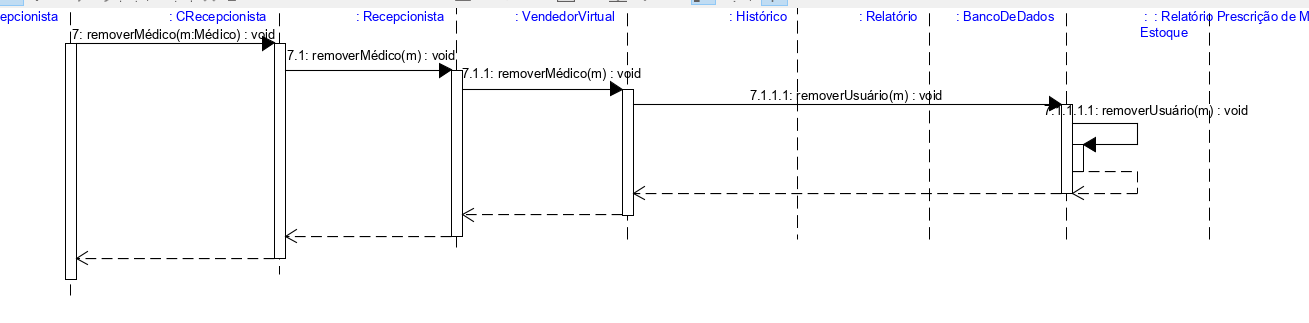 epcionista
: CRecepcionista
: Recepcionista
: VendedorVirtual
: Histórico
: Relatório
: BancoDeDados
: : Relatório Prescrição de M
Estoque
7: removerMédico(m:Médico) : void
7.1: removerMédico(m) : void
7.1.1: removerMédico(m) : void
7.1.1.1: removerUsuário(m) : void
7.1.1.1.1: removerUsuário(m) : void